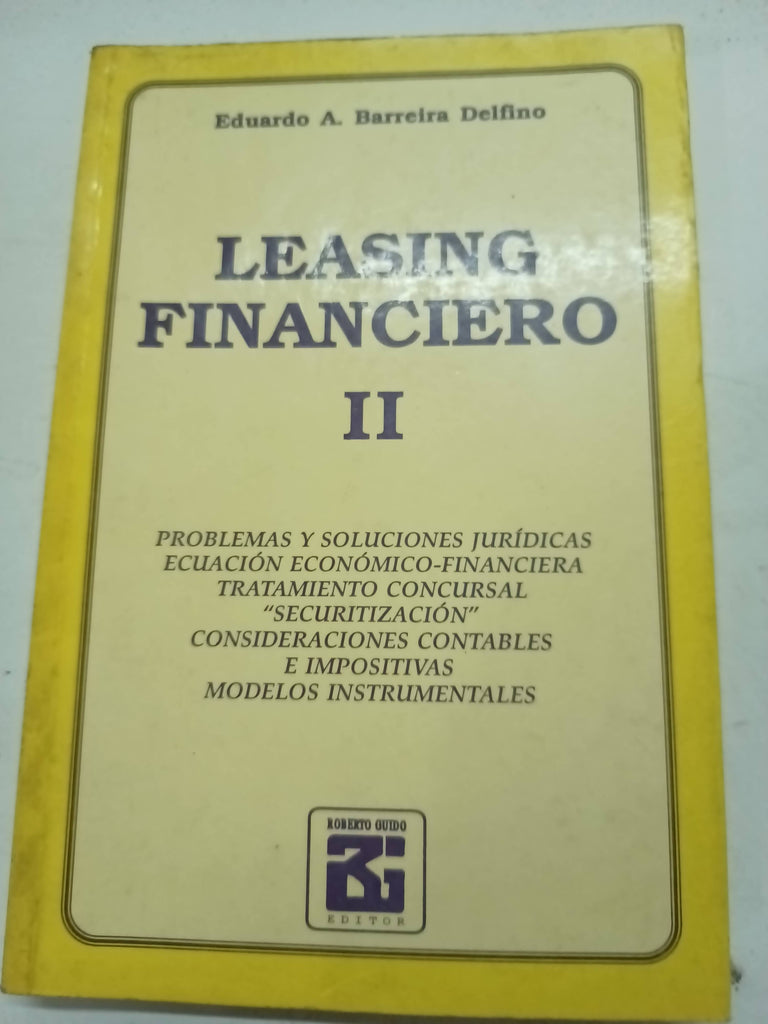 Eduardo A. Barreira Delfino
LEASING
FINANCIERO
II
PROBLEMAS Y SOLUCIONES JURÍDICAS
ECUACIÓN ECONÓMICO-FINANCIERA
TRATAMIENTO CONCURSAL
"SECURITIZACIÓN"
CONSIDERACIONES CONTABLES
E IMPOSITIVAS
MODELOS INSTRUMENTALES
ROBERTO GUIDO
EDITOR